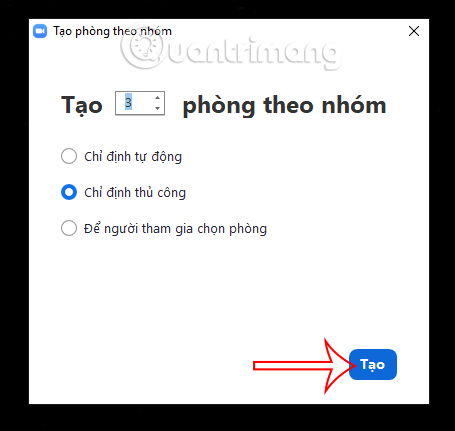 Tạo phòng theo nhóm
Quantrimang
Tạo 3 phòng theo nhóm
Chỉ định tự động
Chỉ định thủ công
Để người tham gia chọn phòng
Tạo